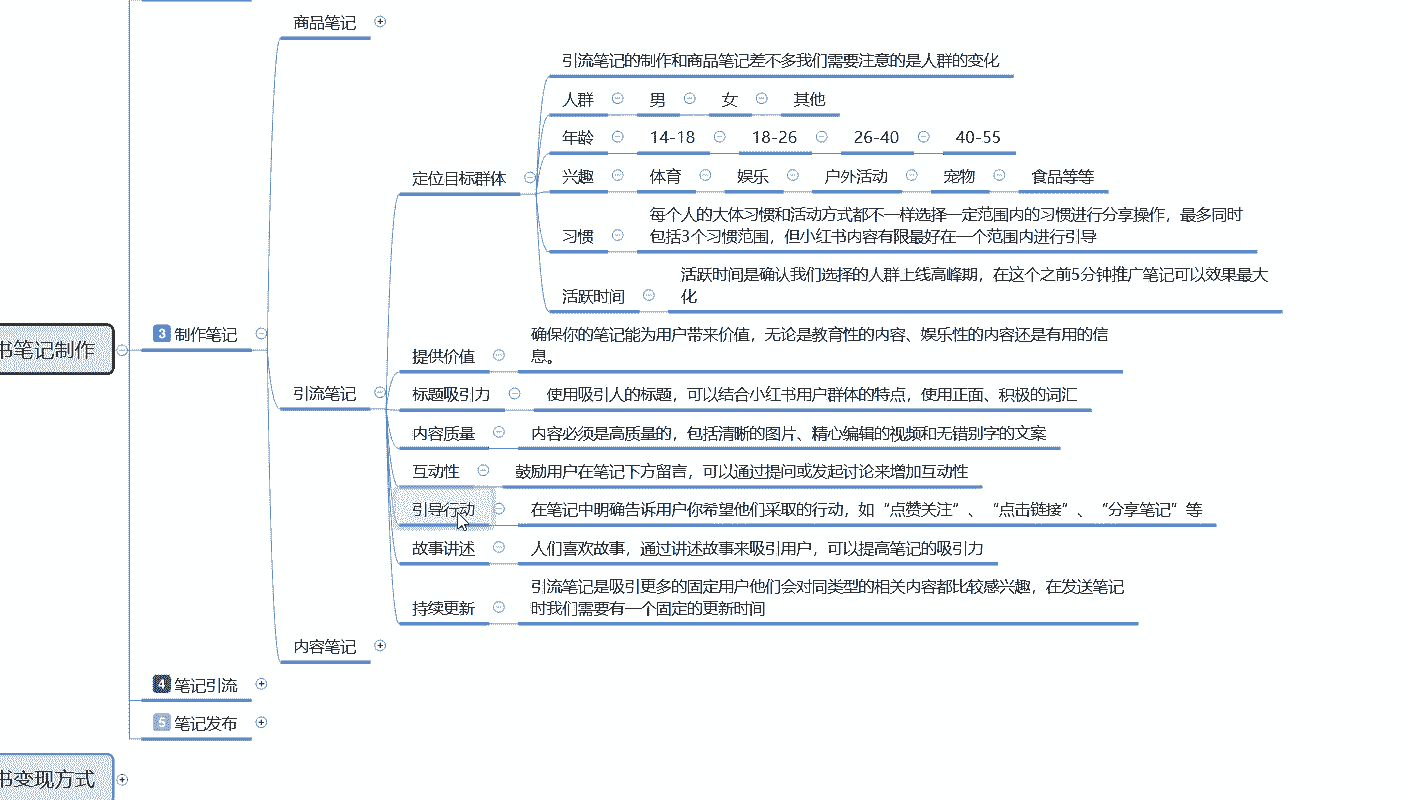 商品笔记
引流笔记的制作和商品笔记差不多我们需要注意的是人群的变化
人群 男 女 其他
年龄 14-18 18-26 26-40 40-55
定位目标群体
兴趣 体育 娱乐 户外活动 宠物 食品等等
每个人的大体习惯和活动方式都不一样选择一定范围内的习惯进行分享操作，最多同时
习惯 包括3个习惯范围，但小红书内容有限最好在一个范围内进行引导
活跃时间是确认我们选择的人群上线高峰期，在这个之前5分钟推广笔记可以效果最大
活跃时间 化
3 制作笔记
书笔记制作
确保你的笔记能为用户带来价值，无论是教育性的内容、娱乐性的内容还是有用的信
提供价值 息。
引流笔记
标题吸引力 使用吸引人的标题，可以结合小红书用户群体的特点，使用正面、积极的词汇
内容质量 内容必须是高质量的，包括清晰的图片、精心编辑的视频和无错别字的文案
互动性 鼓励用户在笔记下方留言，可以通过提问或发起讨论来增加互动性
引导行动 在笔记中明确告诉用户你希望他们采取的行动，如“点赞关注”、“点击链接”、“分享笔记”等
故事讲述 人们喜欢故事，通过讲述故事来吸引用户，可以提高笔记的吸引力
引流笔记是吸引更多的固定用户他们会对同类型的相关内容都比较感兴趣，在发送笔记
持续更新 时我们需要有一个固定的更新时间
内容笔记
4 笔记引流
5 笔记发布
书变现方式